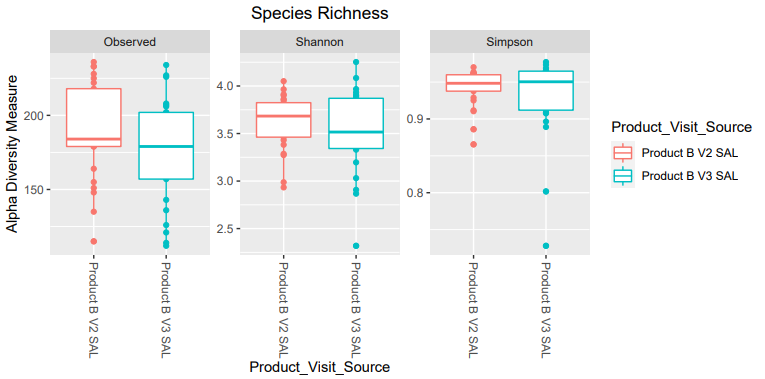 Species Richness
Observed
Shannon
Simpson
Alpha Diversity Measure
200
150
4.0
3.5
3.0
2.5
0.9
0.8
Product B V2 SAL
Product B V3 SAL
Product B V2 SAL
Product B V3 SAL
Product B V2 SAL
Product B V3 SAL
Product_Visit_Source
Product_Visit_Source
Product B V2 SAL
Product B V3 SAL